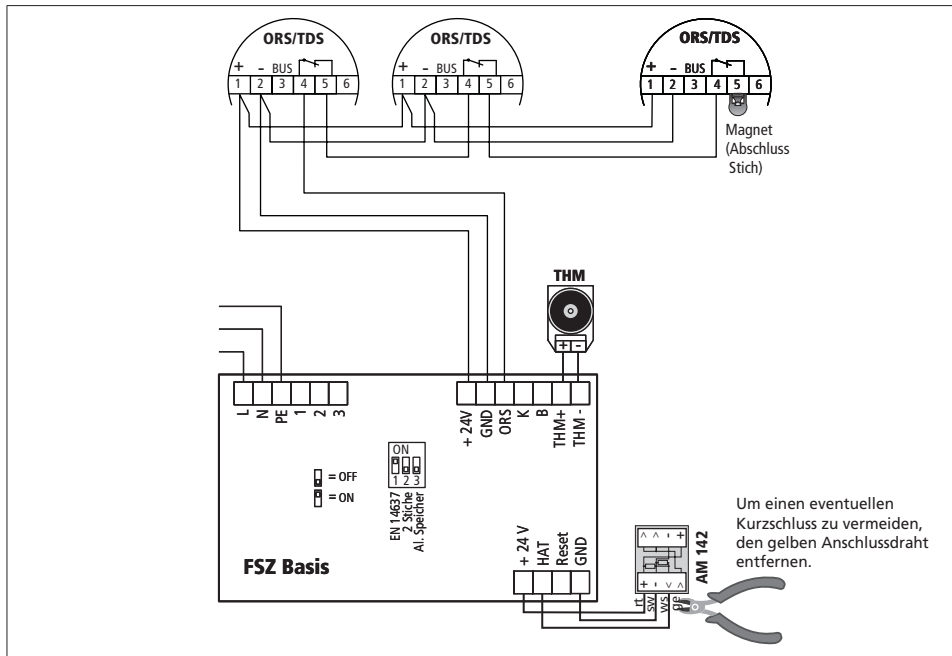 ORS/TDS
+ – BUS
1 2 3 4 5 6
ORS/TDS
+ – BUS
1 2 3 4 5 6
ORS/TDS
+ – BUS
1 2 3 4 5 6
Magnet
(Abschluss
Stich)
THM
+ -
L
N
PE
1
2
3
+ 24V
GND
ORS
K
B
THM+
THM -
= OFF
= ON
ON
1 2 3
EN 14637
2 Stiche
Al. Speicher
FSZ Basis
+ 24 V
HAT
Reset
GND
+ – < <
rt
sw
ws
ge
^ ^ – +
AM 142
Um einen eventuellen
Kurzschluss zu vermeiden,
den gelben Anschlussdraht
entfernen.